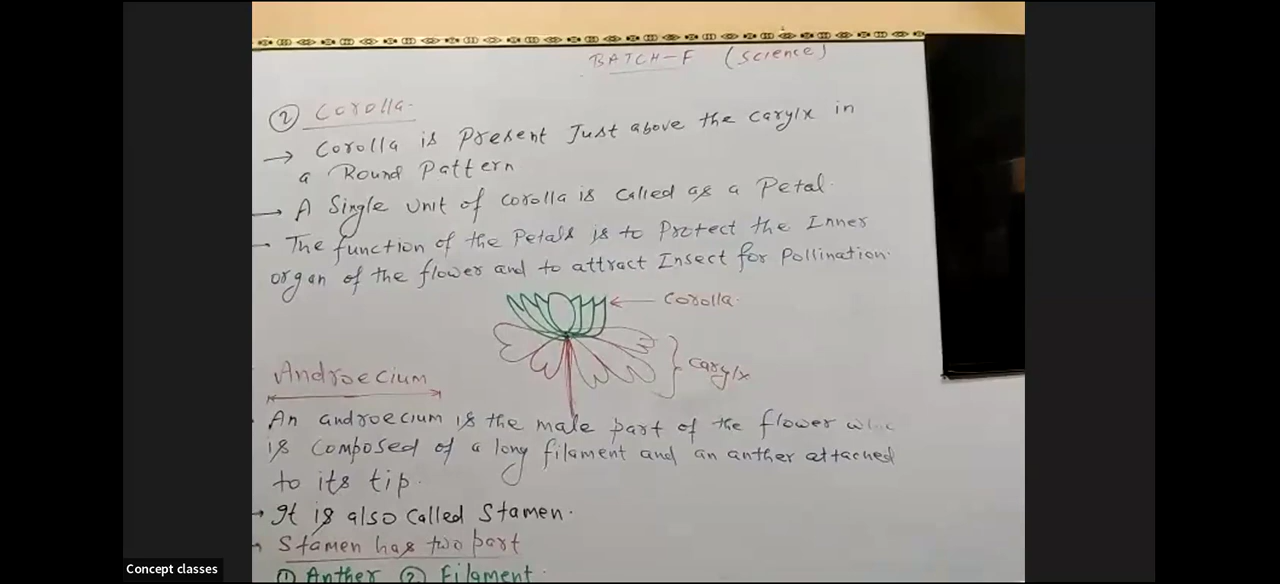 BATCH-F (Science)
② Corolla.
→ Corolla is Present Just above the Carylx in
a Round Pattern
→ A Single Unit of Corolla is Called as a Petal.
→ The function of the Petals is to Protect the Inner
organ of the flower and to attract Insect for Pollination.
Corolla.
Carylx
Androecium
An androecium is the male part of the flower
is composed of a long filament and an anther attached
to its tip.
→ It is also called Stamen.
→ Stamen has two part
① Anther ② Filament.
Concept classes